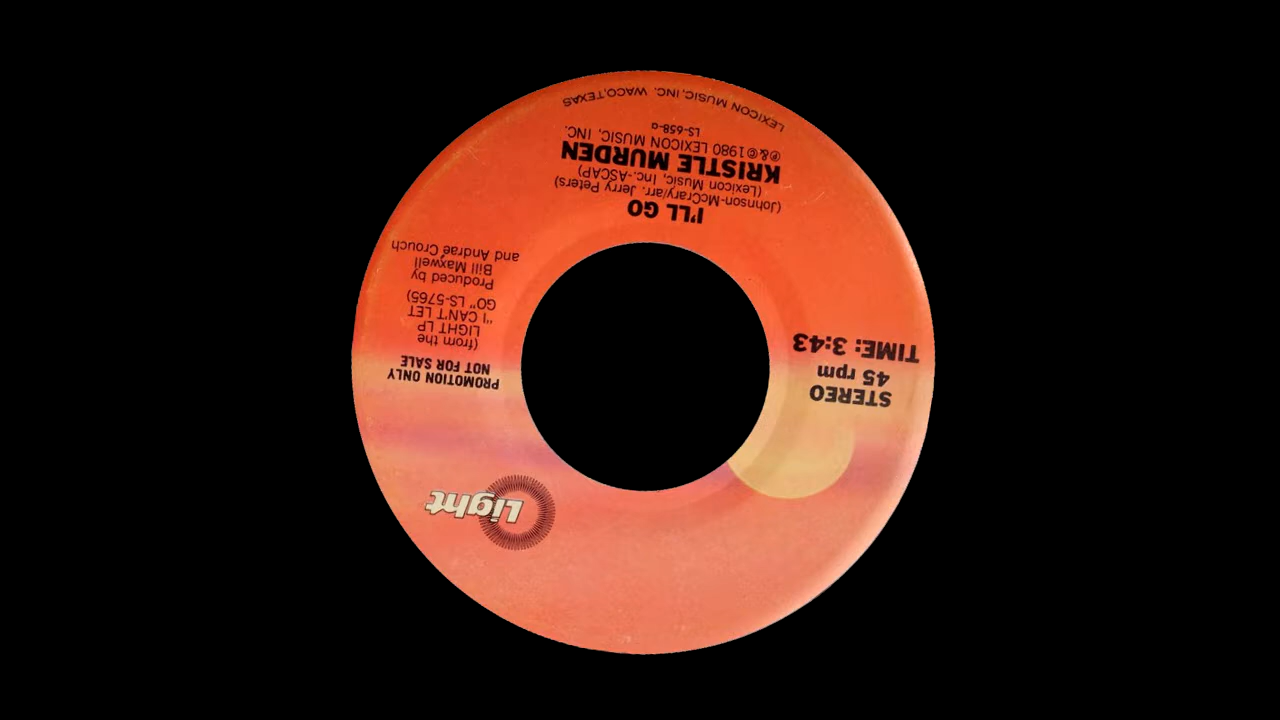 Light
STEREO
45 rpm
TIME: 3:43
PROMOTION ONLY
NOT FOR SALE
(from the
LIGHT LP
"I CAN'T LET
GO" LS-5765)
Produced by
Bill Maxwell
and Andraé Crouch
I'LL GO
(Johnson-McCrary/arr. Jerry Peters)
(Lexicon Music, Inc.-ASCAP)
KRISTLE MURDEN
℗&©1980 LEXICON MUSIC, INC.
LS-658-a
LEXICON MUSIC,INC. WACO,TEXAS